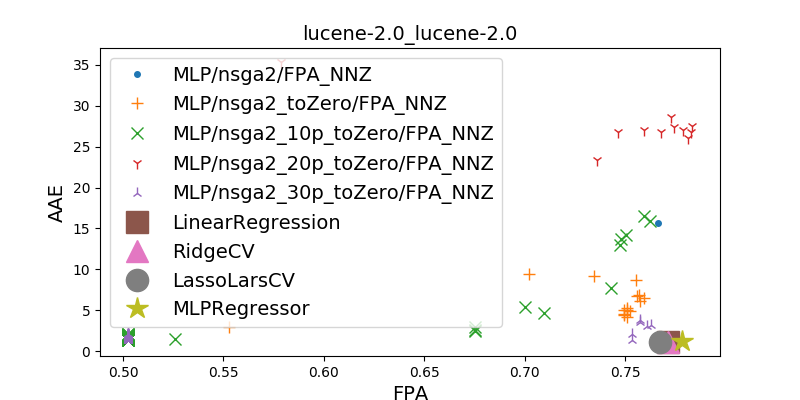 lucene-2.0_lucene-2.0
AAE
35
30
25
20
15
10
5
0
MLP/nsga2/FPA_NNZ
MLP/nsga2_toZero/FPA_NNZ
MLP/nsga2_10p_toZero/FPA_NNZ
MLP/nsga2_20p_toZero/FPA_NNZ
MLP/nsga2_30p_toZero/FPA_NNZ
LinearRegression
RidgeCV
LassoLarsCV
MLPRegressor
0.50 0.55 0.60 0.65 0.70 0.75
FPA